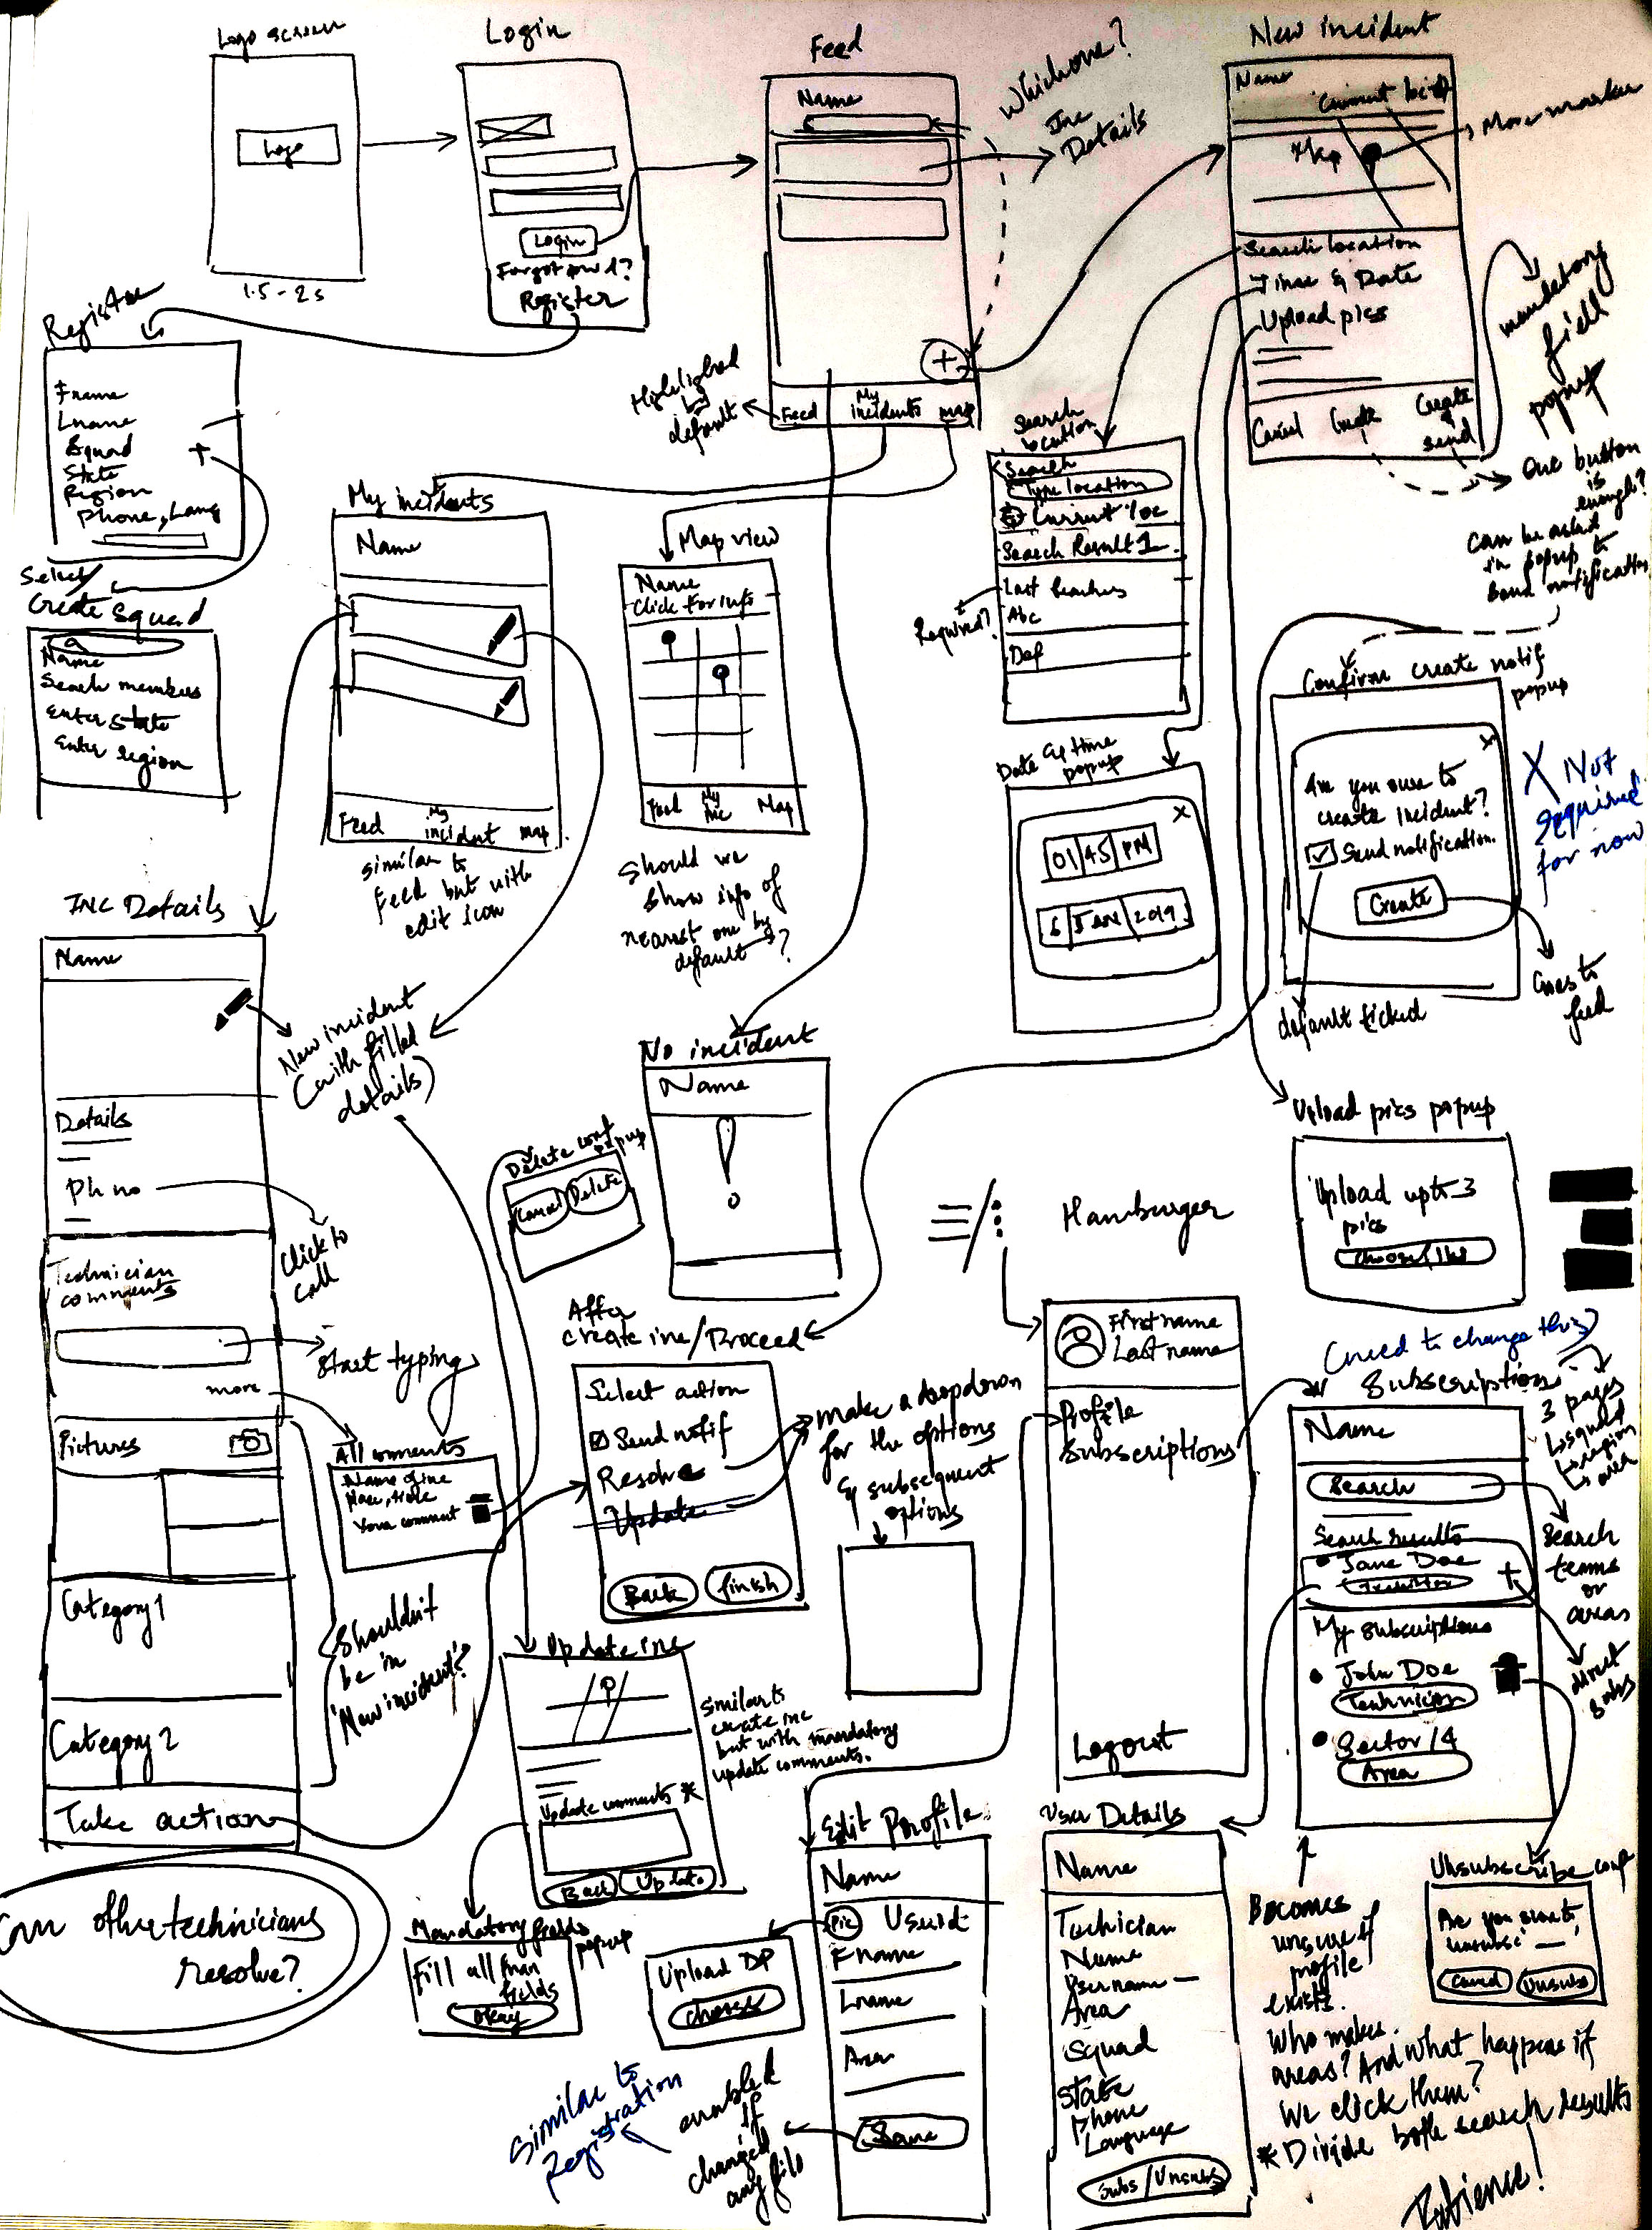 Logo screen
Logo
1.5 - 2s
Login
Login
Forgot pwd?
Register
Feed
Name
Feed
My
incidents
map
Highlighted
by
default
Which one?
Inc
Details
New incident
Name
Current loc
Map
Move marker
Search location
Time & Date
Upload pics
Cancel
Create
Create
&
send
mandatory
field
popup
One button
is
enough?
Can be asked
in popup to
send notification
Register
Fname
Lname
Squad +
State
Region
Phone, Lang
Select/
Create Squad
Name
Search members
Enter state
Enter region
My incidents
Name
Feed
My
incident
map
similar to
Feed but with
edit icon
Map view
Name
Click for info
Feed
My
inc
Map
Should we
show info of
nearest one by
default?
Search
location
Search
Type location
Current loc
Search Result 1
Last searches
Abc
Def
Required?
Date & time
popup
x
01 45 PM
6 JAN 2019
Confirm create notif
popup
x
Are you sure to
create incident?
Send notification.
Create
default ticked
Goes to
feed
X Not
required
for now
INC Details
Name
Details
Ph no
Technician
comments
more
Pictures
Category 1
Category 2
Take action
New incident
(with filled
details)
Click to
call
Start typing
All comments
Name of inc
Your comment
Shouldn't
be in
'New incident'?
Delete conf
popup
Cancel
Delete
No incident
Name
!
After
create inc/Proceed
Select action
Send notif
Resolve
Update
Back
Finish
make a dropdown
for the options
& subsequent
options
Hamburger
First name
Last name
Profile
Subscriptions
Logout
Upload pics popup
Upload upto 3
pics
Choose files
(need to change this)
Subscriptions
3 pages
squad
region
area
Name
Search
Search results
Jane Doe
Technician
+
My subscriptions
John Doe
Technician
Sector 14
Area
Search
teams
or
areas
direct
subs
Update inc
Update comments *
Back
Update
Similar to
create inc
but with mandatory
update comments.
Mandatory fields
popup
Fill all man
fields
Okay
Can other technicians
resolve?
Upload DP
Choose
Edit Profile
Name
Pic
Userid
Fname
Lname
Area
Save
enabled
if
changed
any field
Similar to
Registration
User Details
Name
Technician
Name
Username
Area
Squad
State
Phone
Language
Subs/Unsubs
Becomes
unsure if
profile
exists.
Who makes
areas? And what happens if
we click them?
* Divide both search results
Patience!
Unsubscribe conf
Are you sure to
unsubs
Cancel
Unsubs